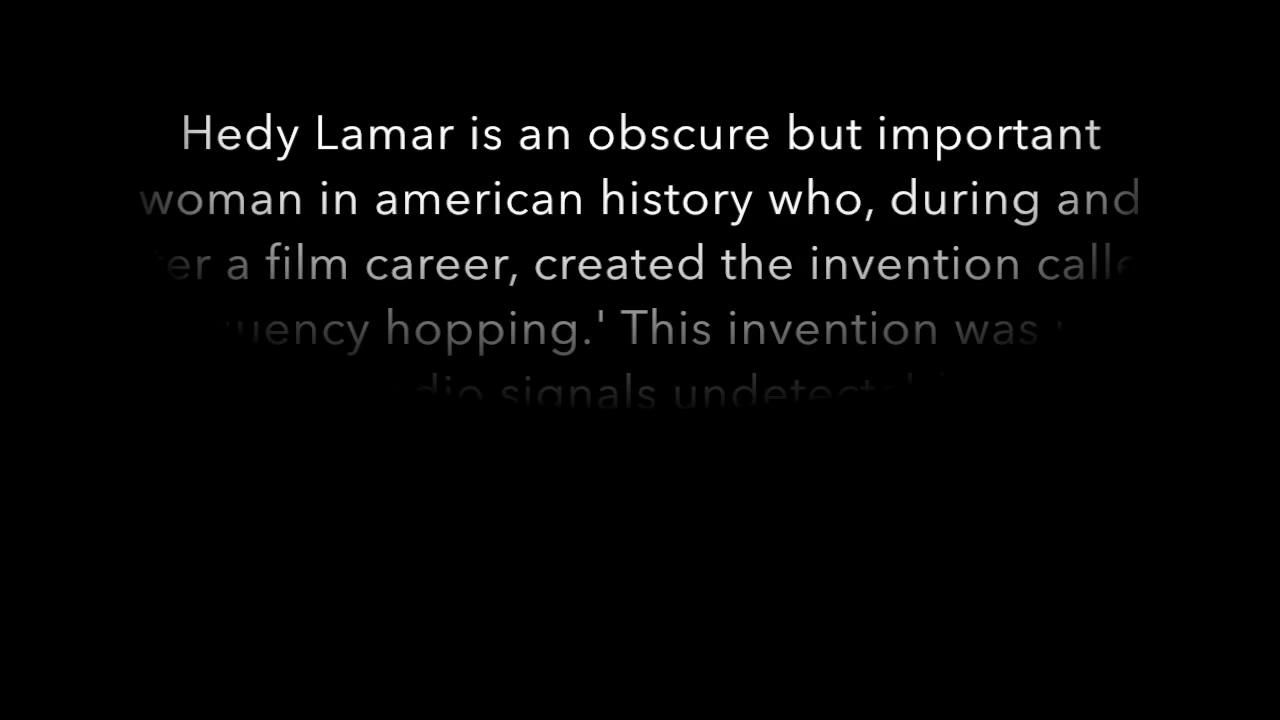 Hedy Lamar is an obscure but important
woman in american history who, during and
a film career, created the invention
hopping.' This invention was
signals